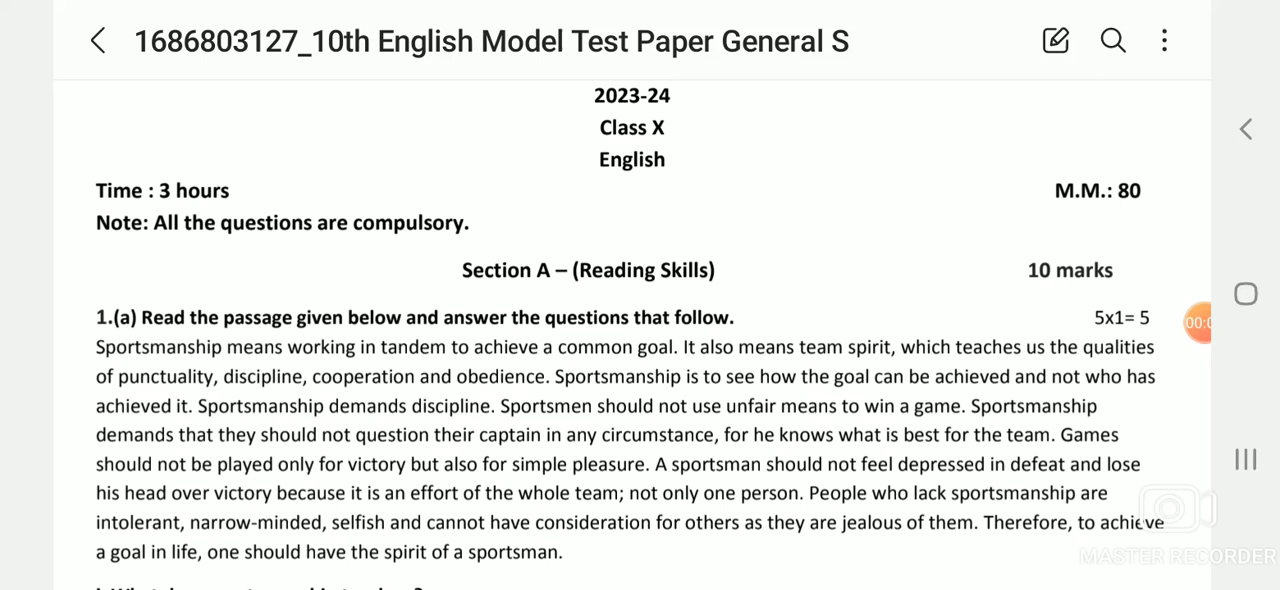 1686803127_10th English Model Test Paper General S
2023-24
Class X
English
Time : 3 hours M.M.: 80
Note: All the questions are compulsory.
Section A – (Reading Skills) 10 marks
1.(a) Read the passage given below and answer the questions that follow. 5x1= 5
Sportsmanship means working in tandem to achieve a common goal. It also means team spirit, which teaches us the qualities
of punctuality, discipline, cooperation and obedience. Sportsmanship is to see how the goal can be achieved and not who has
achieved it. Sportsmanship demands discipline. Sportsmen should not use unfair means to win a game. Sportsmanship
demands that they should not question their captain in any circumstance, for he knows what is best for the team. Games
should not be played only for victory but also for simple pleasure. A sportsman should not feel depressed in defeat and lose
his head over victory because it is an effort of the whole team; not only one person. People who lack sportsmanship are
intolerant, narrow-minded, selfish and cannot have consideration for others as they are jealous of them. Therefore, to achieve
a goal in life, one should have the spirit of a sportsman.
00:0
MASTER RECORDER